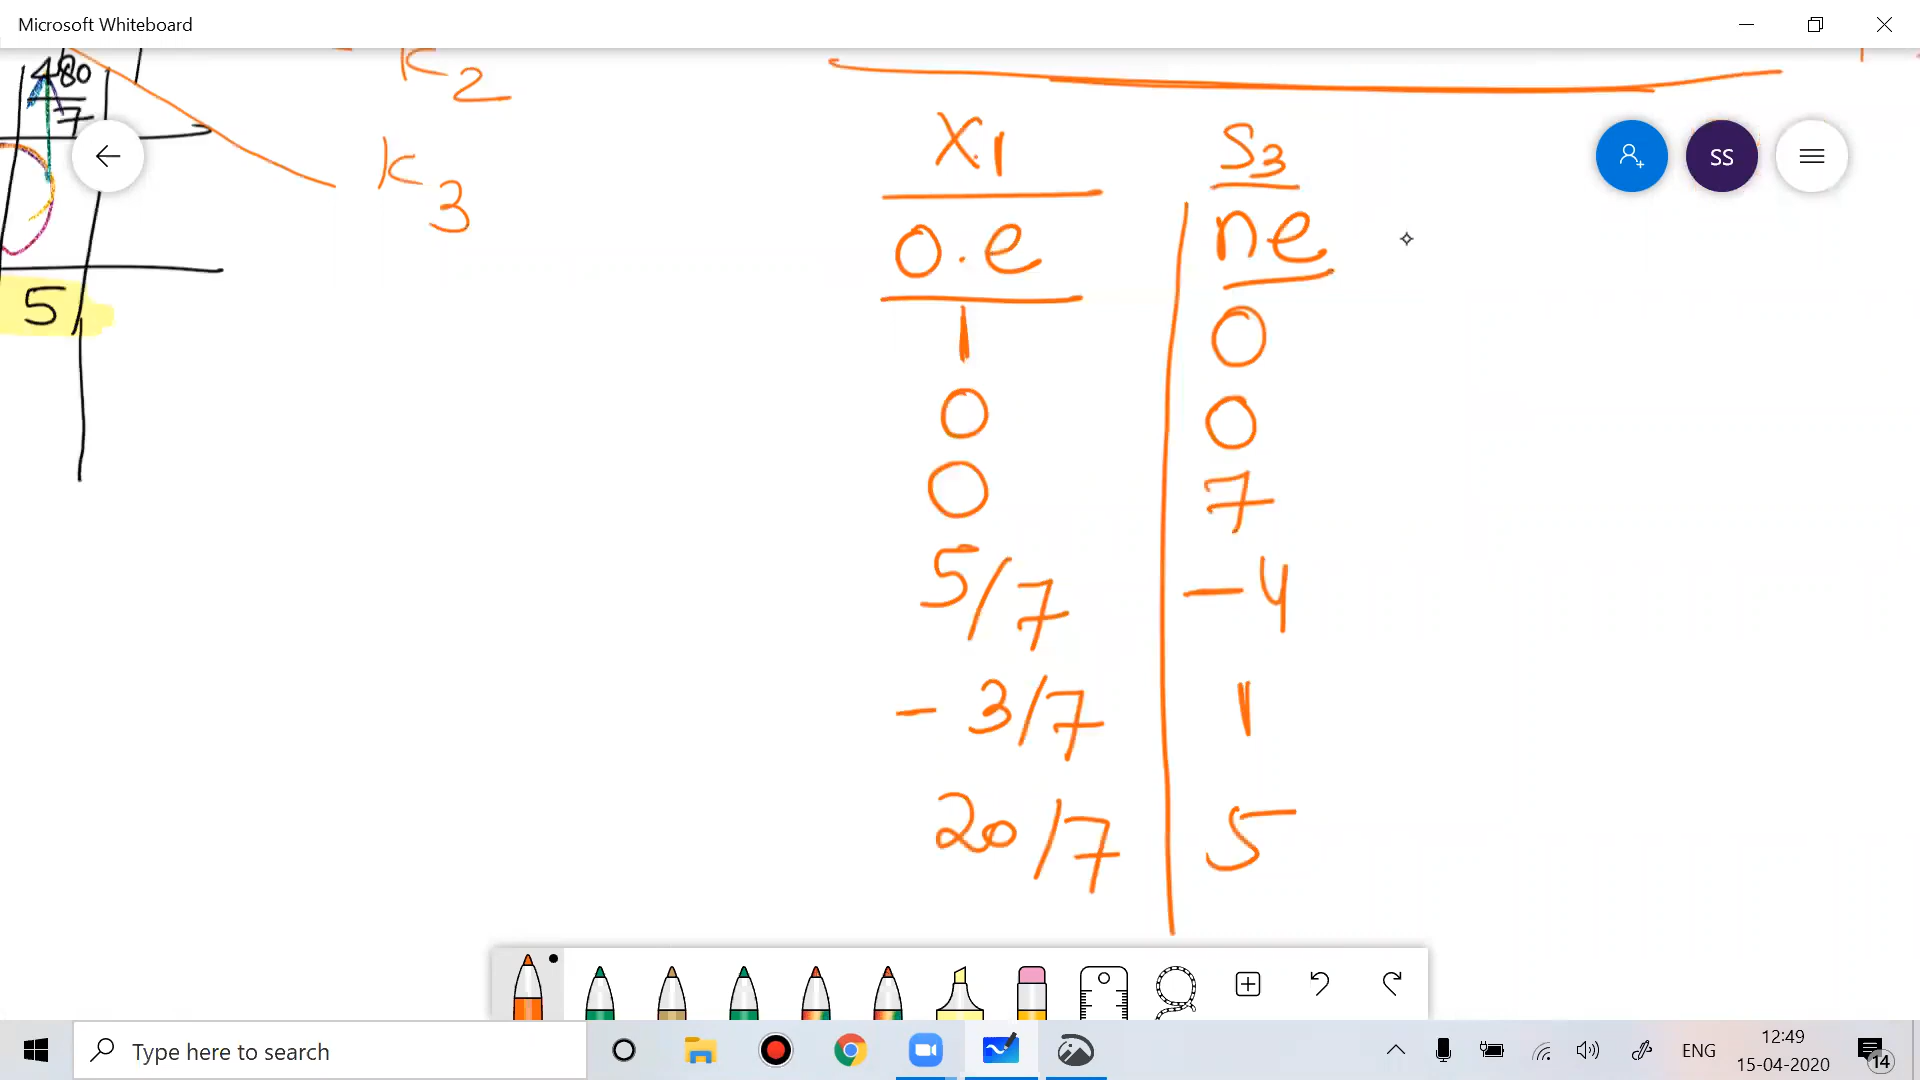 Microsoft Whiteboard
K2
480
7
K3
5
X1 S3
0.e ne
1 0
0 0
0 7
5/7 -4
-3/7 1
20/7 5
SS
Type here to search
ENG
12:49
15-04-2020
14